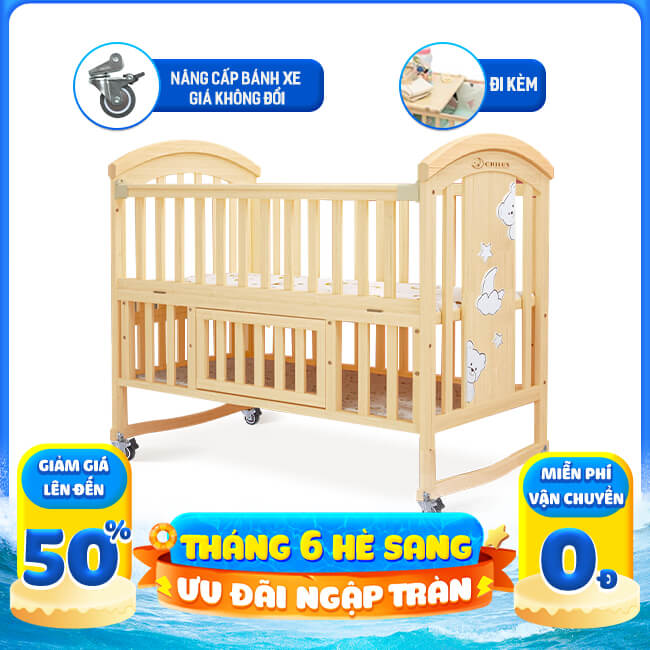 NÂNG CẤP BÁNH XE
GIÁ KHÔNG ĐỔI
ĐI KÈM
GIẢM GIÁ
LÊN ĐẾN
50%
THÁNG 6 HÈ SANG
ƯU ĐÃI NGẬP TRÀN
MIỄN PHÍ
VẬN CHUYỂN
0Đ